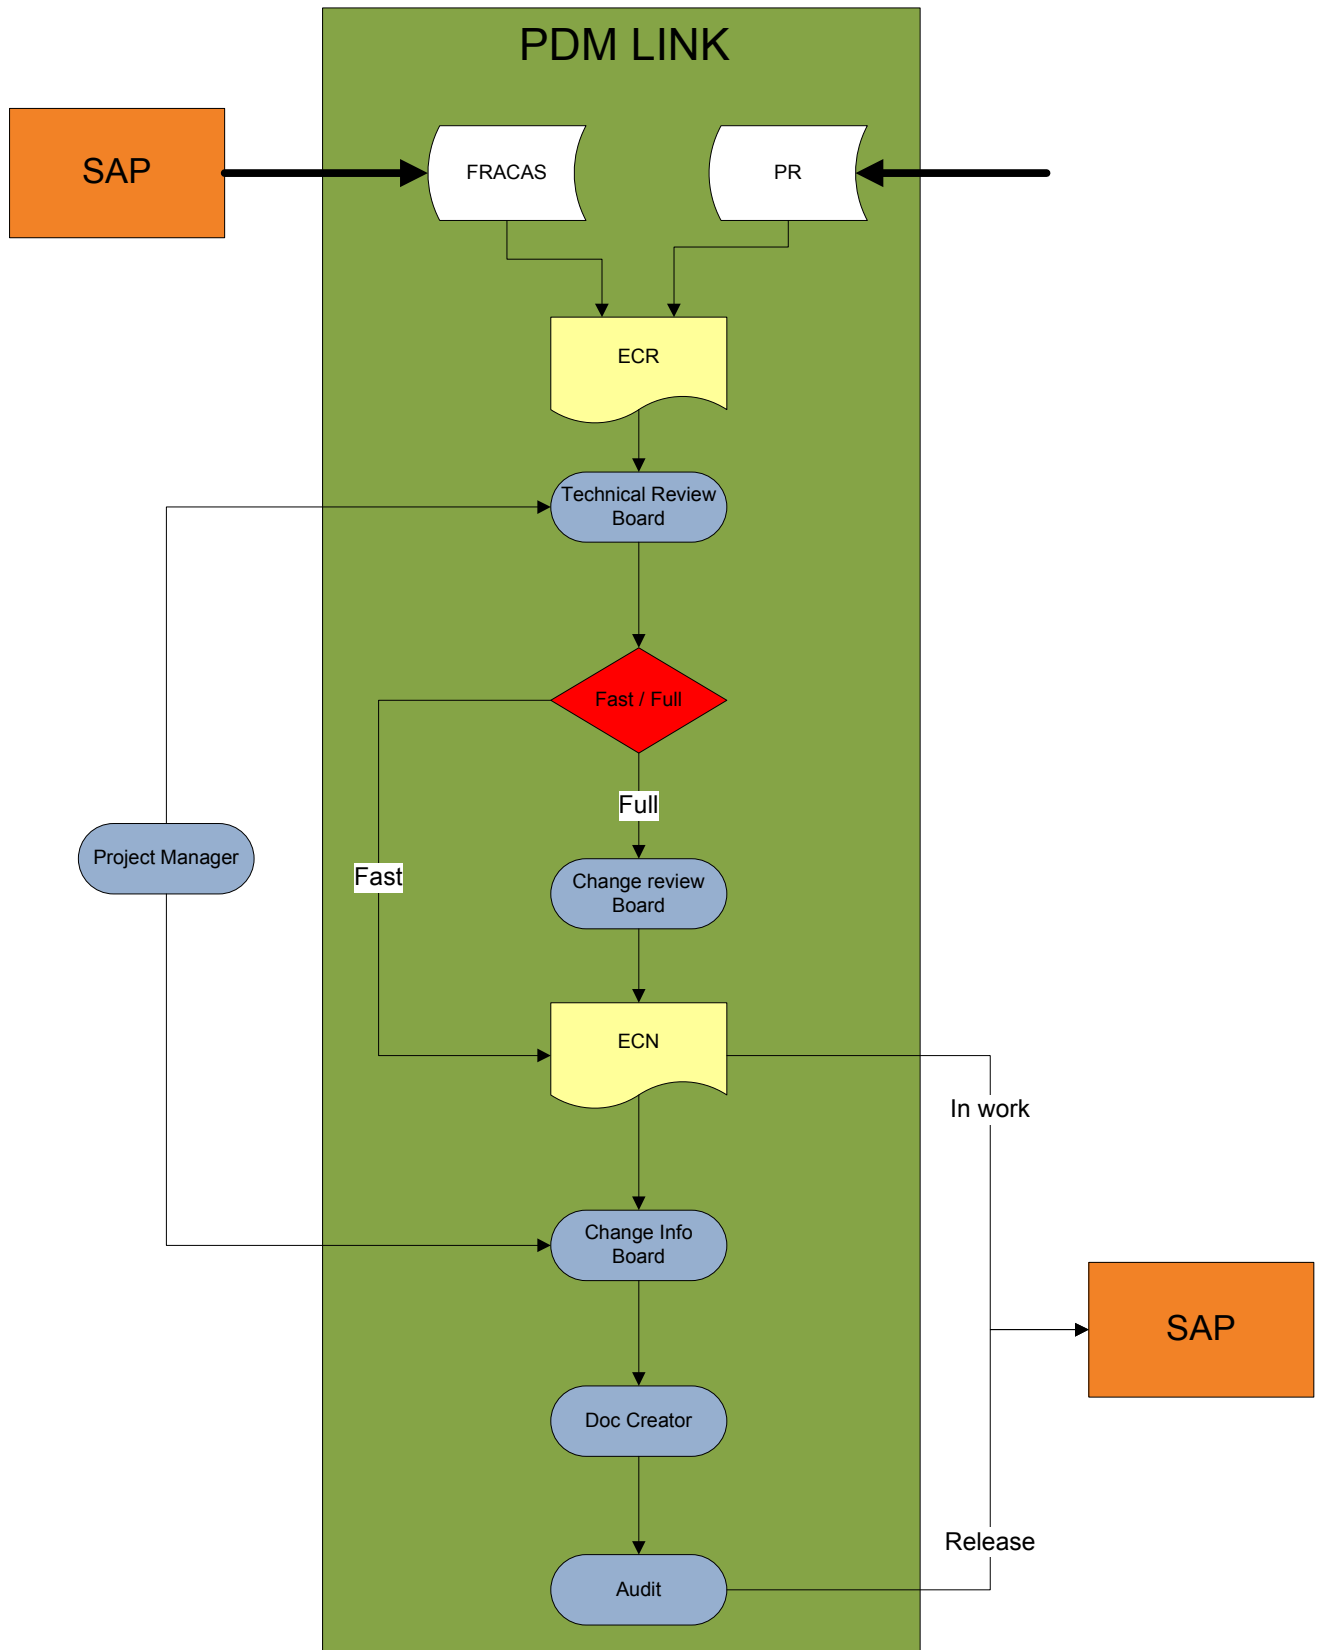 PDM LINK
SAP
FRACAS
PR
ECR
Technical Review
Board
Fast / Full
Full
Project Manager
Fast
Change review
Board
ECN
In work
Change Info
Board
SAP
Doc Creator
Release
Audit